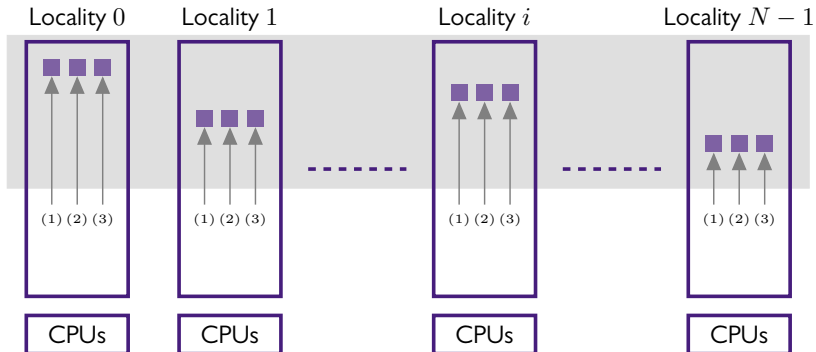 Locality 0 Locality 1 Locality i Locality N − 1
(1) (2) (3) (1) (2) (3) (1) (2) (3) (1) (2) (3)
CPUs CPUs CPUs CPUs